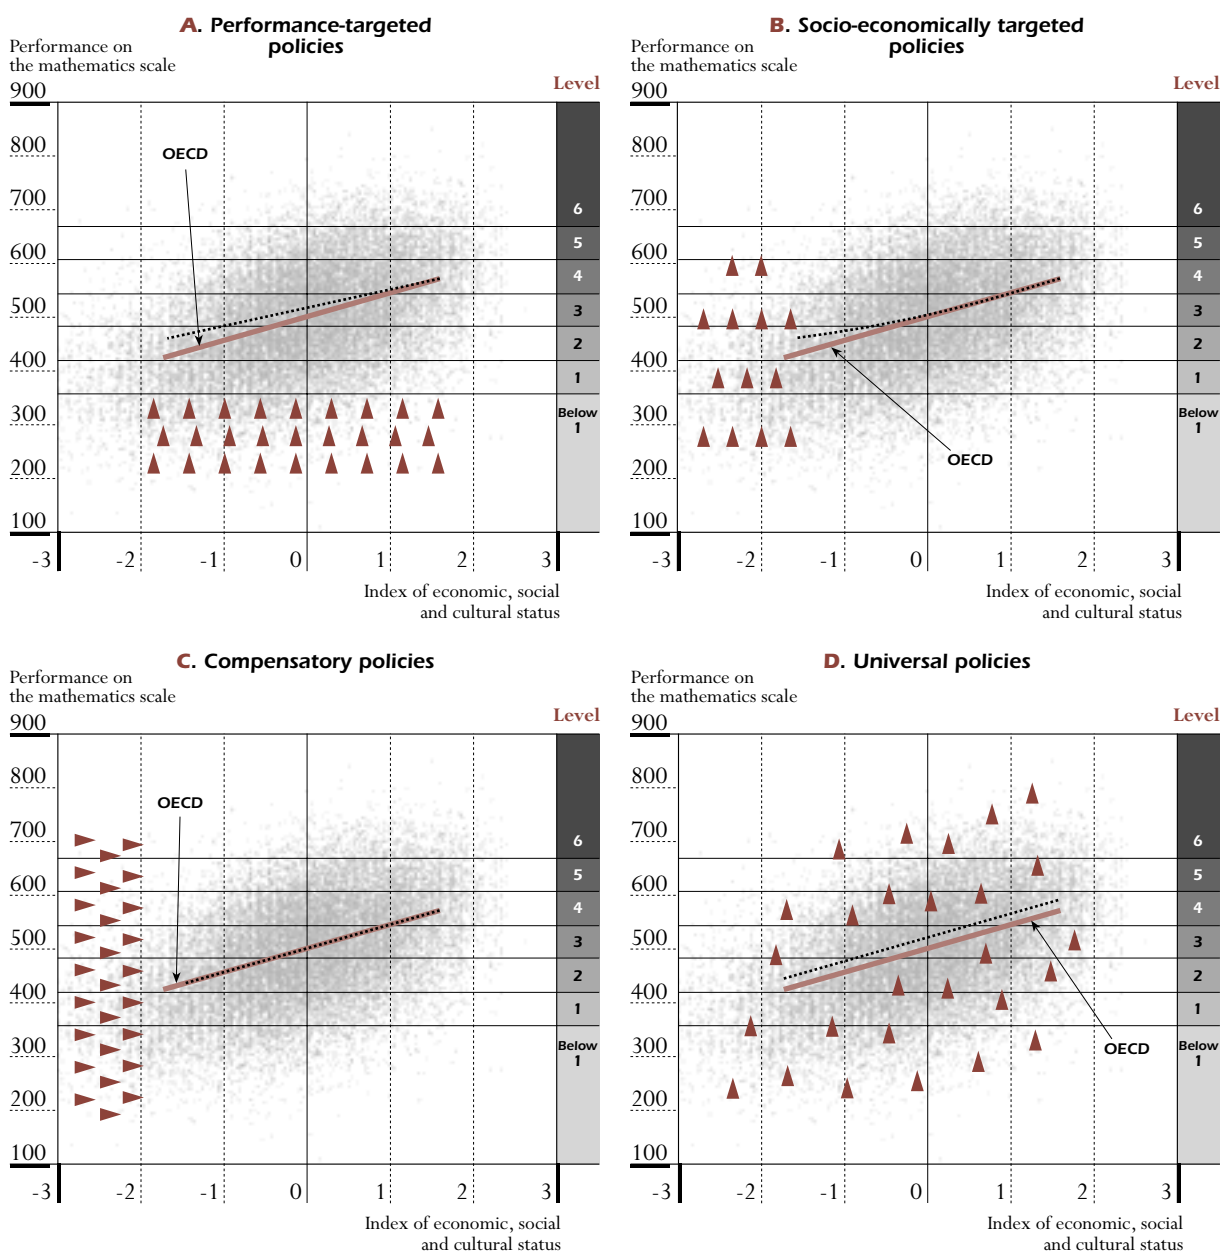 A. Performance-targeted
policies
Performance on
the mathematics scale
Level
900
800
700
600
500
400
300
200
100
OECD
6
5
4
3
2
1
Below
1
-3
-2
-1
0
1
2
3
Index of economic, social
and cultural status
B. Socio-economically targeted
policies
Performance on
the mathematics scale
Level
900
800
700
600
500
400
300
200
100
6
5
4
3
2
1
Below
1
OECD
-3
-2
-1
0
1
2
3
Index of economic, social
and cultural status
C. Compensatory policies
Performance on
the mathematics scale
Level
900
800
700
600
500
400
300
200
100
OECD
6
5
4
3
2
1
Below
1
-3
-2
-1
0
1
2
3
Index of economic, social
and cultural status
D. Universal policies
Performance on
the mathematics scale
Level
900
800
700
600
500
400
300
200
100
6
5
4
3
2
1
Below
1
OECD
-3
-2
-1
0
1
2
3
Index of economic, social
and cultural status